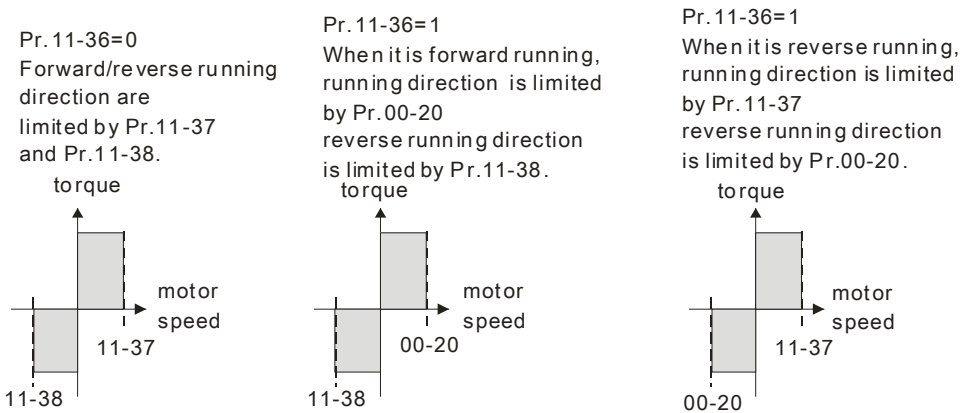 Pr.11-36=0
Forward/reverse running
direction are
limited by Pr.11-37
and Pr.11-38.
torque
motor
speed
11-37
11-38
Pr.11-36=1
When it is forward running,
running direction is limited
by Pr.00-20
reverse running direction
is limited by Pr.11-38.
torque
motor
speed
00-20
11-38
Pr.11-36=1
When it is reverse running,
running direction is limited
by Pr.11-37
reverse running direction
is limited by Pr.00-20.
torque
motor
speed
11-37
00-20